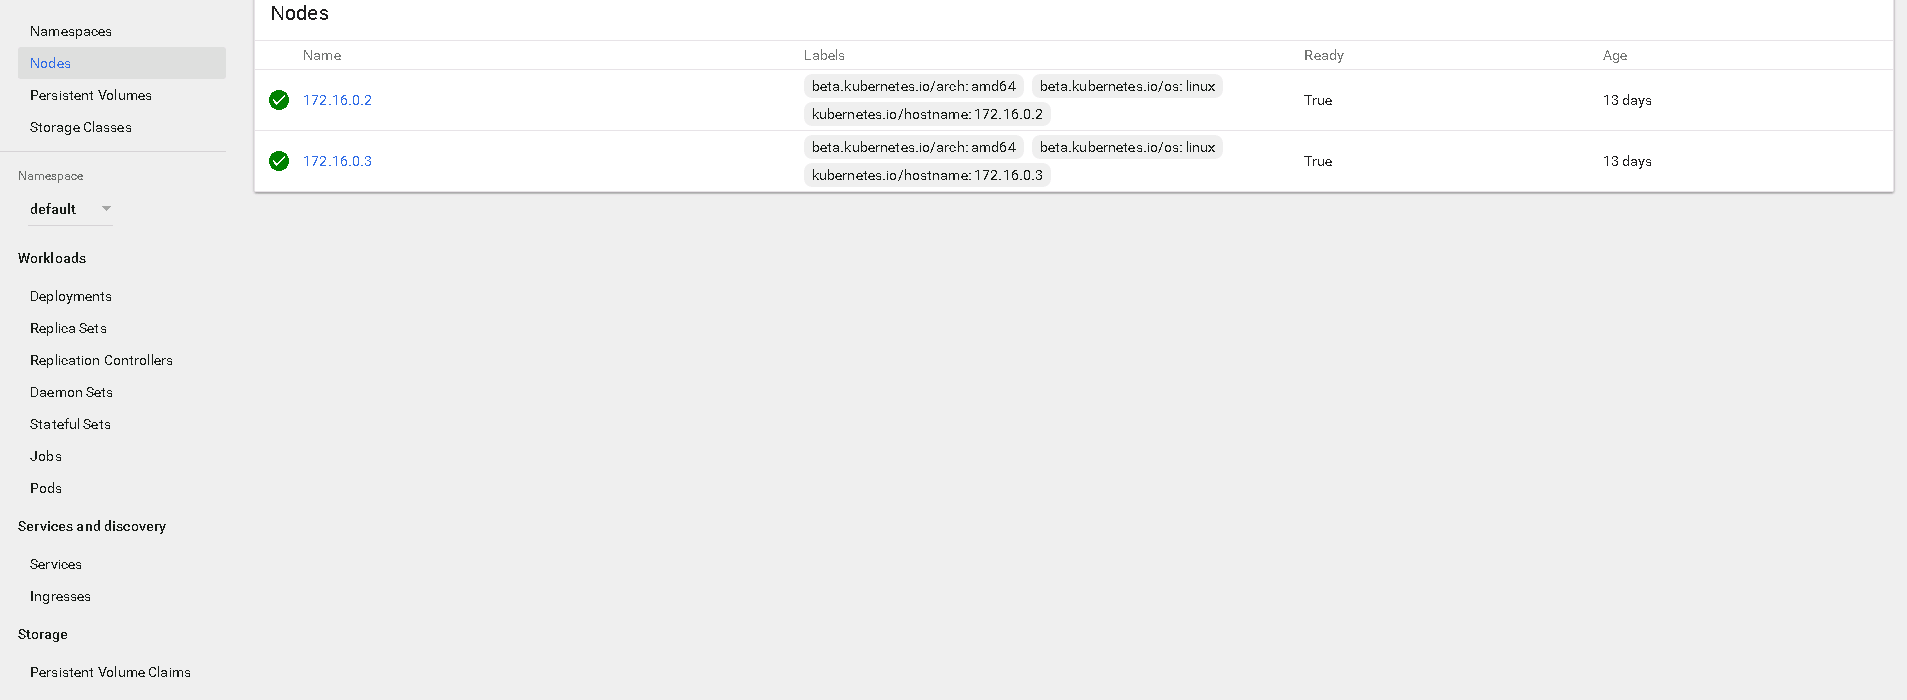 Namespaces
Nodes
Persistent Volumes
Storage Classes
Namespace
default
Workloads
Deployments
Replica Sets
Replication Controllers
Daemon Sets
Stateful Sets
Jobs
Pods
Services and discovery
Services
Ingresses
Storage
Persistent Volume Claims
Nodes
Name Labels Ready Age
beta.kubernetes.io/arch: amd64 beta.kubernetes.io/os: linux
172.16.0.2 True 13 days
kubernetes.io/hostname: 172.16.0.2
beta.kubernetes.io/arch: amd64 beta.kubernetes.io/os: linux
172.16.0.3 True 13 days
kubernetes.io/hostname: 172.16.0.3